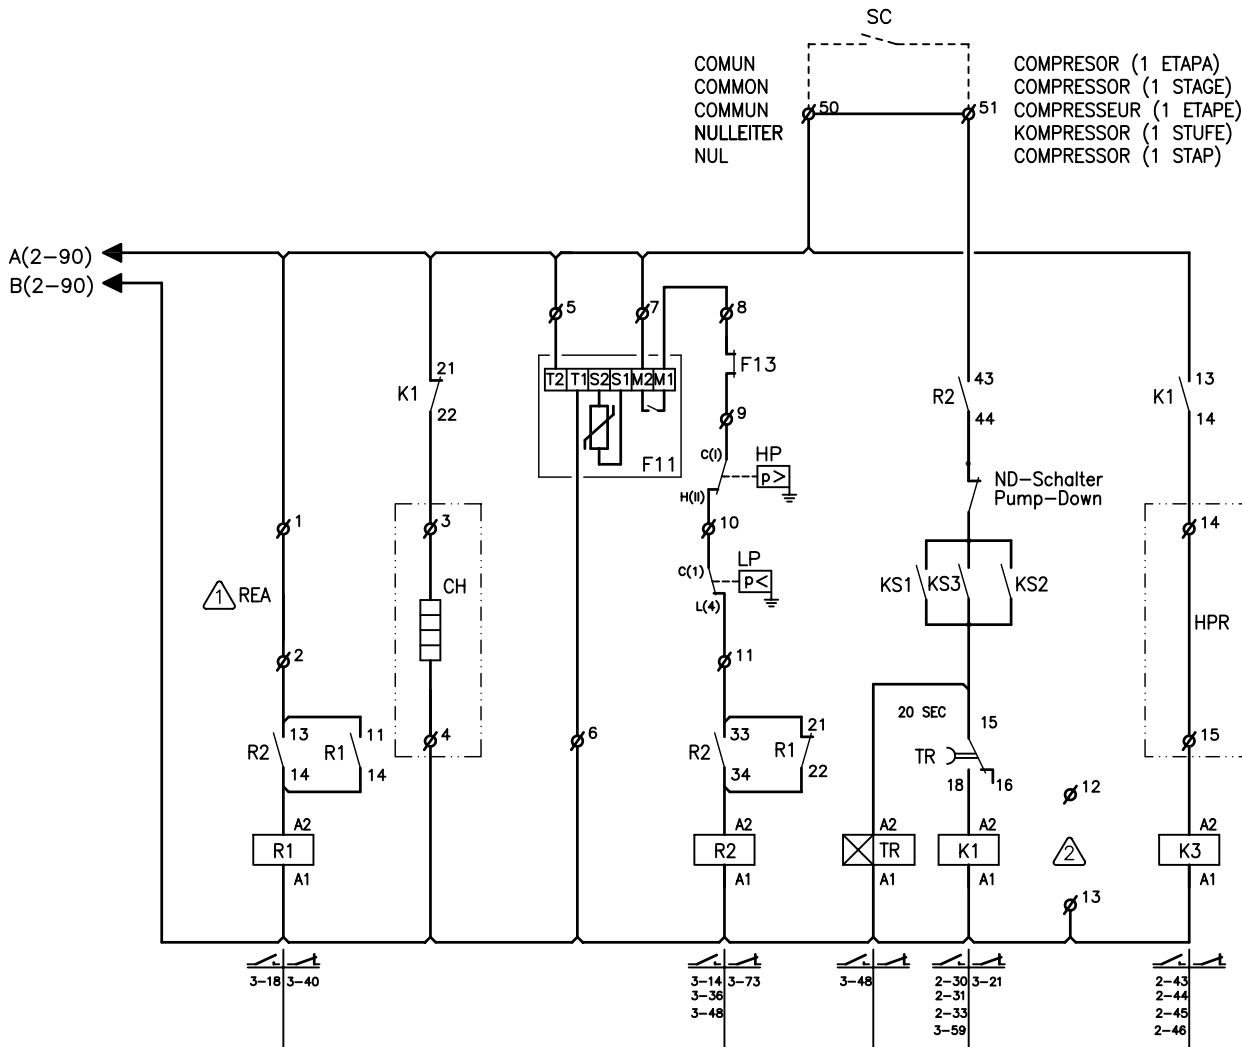 SC
COMUN
COMMON
COMMUN
NULLEITER
NUL
50
51
COMPRESOR (1 ETAPA)
COMPRESSOR (1 STAGE)
COMPRESSEUR (1 ETAPE)
KOMPRESSOR (1 STUFE)
COMPRESSOR (1 STAP)
A(2-90)
B(2-90)
5
7
8
21
K1
22
T2 T1 S2 S1 M2 M1
F11
F13
9
43
R2
44
13
K1
14
C(I)
HP
p>
H(II)
ND-Schalter
Pump-Down
1
3
10
14
C(1)
LP
p<
L(4)
1
REA
CH
KS1
KS3
KS2
HPR
2
11
20 SEC
13
R2
14
11
R1
14
4
6
33
R2
34
21
R1
22
15
TR
18
16
15
12
A2
R1
A1
A2
R2
A1
A2
TR
A1
A2
K1
A1
2
A2
K3
A1
13
3-18 3-40
3-14 3-73
3-36
3-48
3-48
2-30 3-21
2-31
2-33
3-59
2-43
2-44
2-45
2-46